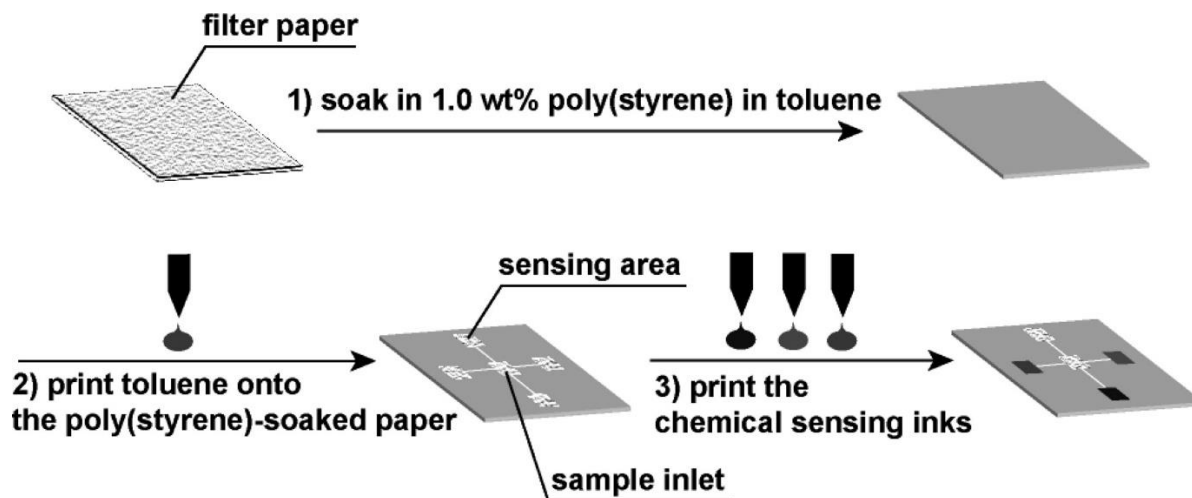 filter paper
1) soak in 1.0 wt% poly(styrene) in toluene
sensing area
2) print toluene onto
the poly(styrene)-soaked paper
3) print the
chemical sensing inks
sample inlet